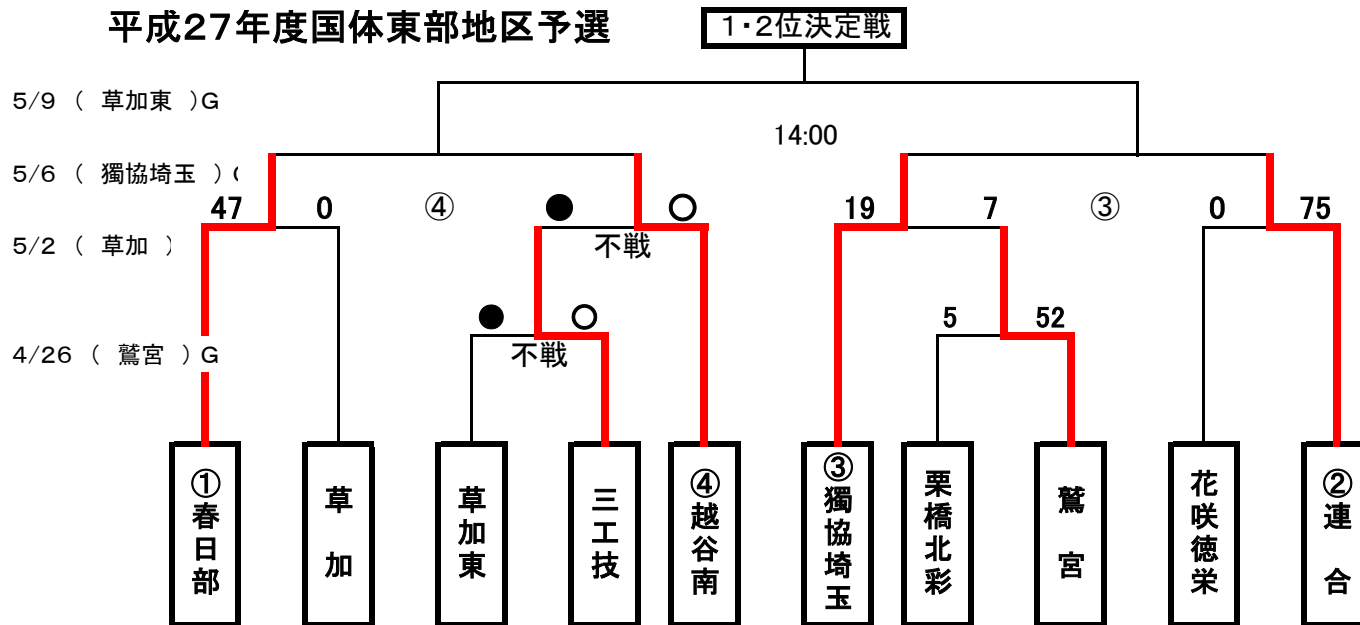 平成27年度国体東部地区予選
1・2位決定戦
5/9 ( 草加東 )G
14:00
5/6 ( 獨協埼玉 ) (
47 0 ④ ● ○ 19 7 ③ 0 75
5/2 ( 草加 )
不戦
● ○ 5 52
4/26 ( 鷲宮 ) G
不戦
①春日部
草加
草加東
三工技
④越谷南
③獨協埼玉
栗橋北彩
鷲宮
花咲徳栄
②連合